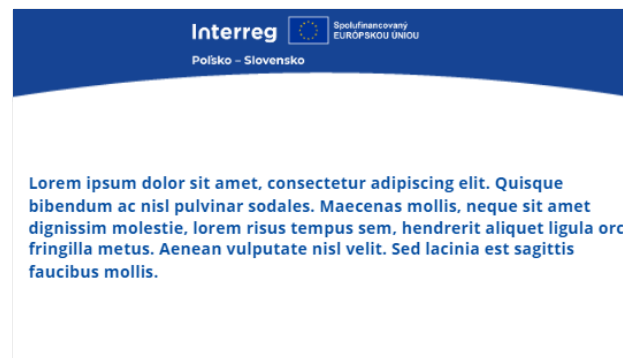 Interreg
Spolufinancovaný
EURÓPSKOU ÚNIOU
Poľsko – Slovensko
Lorem ipsum dolor sit amet, consectetur adipiscing elit. Quisque
bibendum ac nisl pulvinar sodales. Maecenas mollis, neque sit amet
dignissim molestie, lorem risus tempus sem, hendrerit aliquet ligula orc
fringilla metus. Aenean vulputate nisl velit. Sed lacinia est sagittis
faucibus mollis.